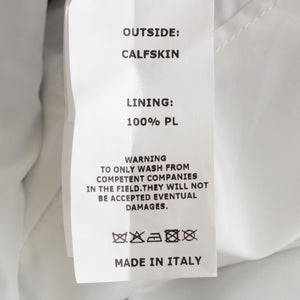 OUTSIDE:
CALFSKIN
LINING:
100% PL
WARNING
TO ONLY WASH FROM
COMPETENT COMPANIES
IN THE FIELD.THEY WILL NOT
BE ACCEPTED EVENTUAL
DAMAGES.
MADE IN ITALY